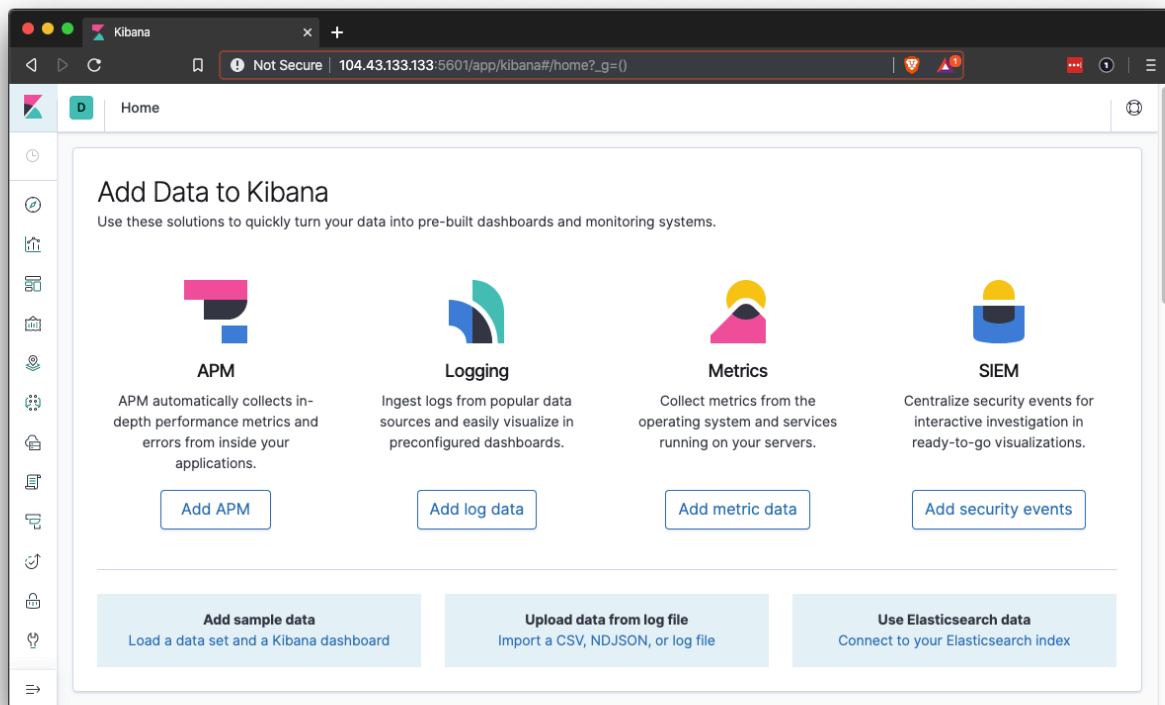 Kibana
Not Secure 104.43.133.133:5601/app/kibana#/home?_g=()
1
1
D
Home
Add Data to Kibana
Use these solutions to quickly turn your data into pre-built dashboards and monitoring systems.
APM
APM automatically collects in-
depth performance metrics and
errors from inside your
applications.
Add APM
Logging
Ingest logs from popular data
sources and easily visualize in
preconfigured dashboards.
Add log data
Metrics
Collect metrics from the
operating system and services
running on your servers.
Add metric data
SIEM
Centralize security events for
interactive investigation in
ready-to-go visualizations.
Add security events
Add sample data
Load a data set and a Kibana dashboard
Upload data from log file
Import a CSV, NDJSON, or log file
Use Elasticsearch data
Connect to your Elasticsearch index